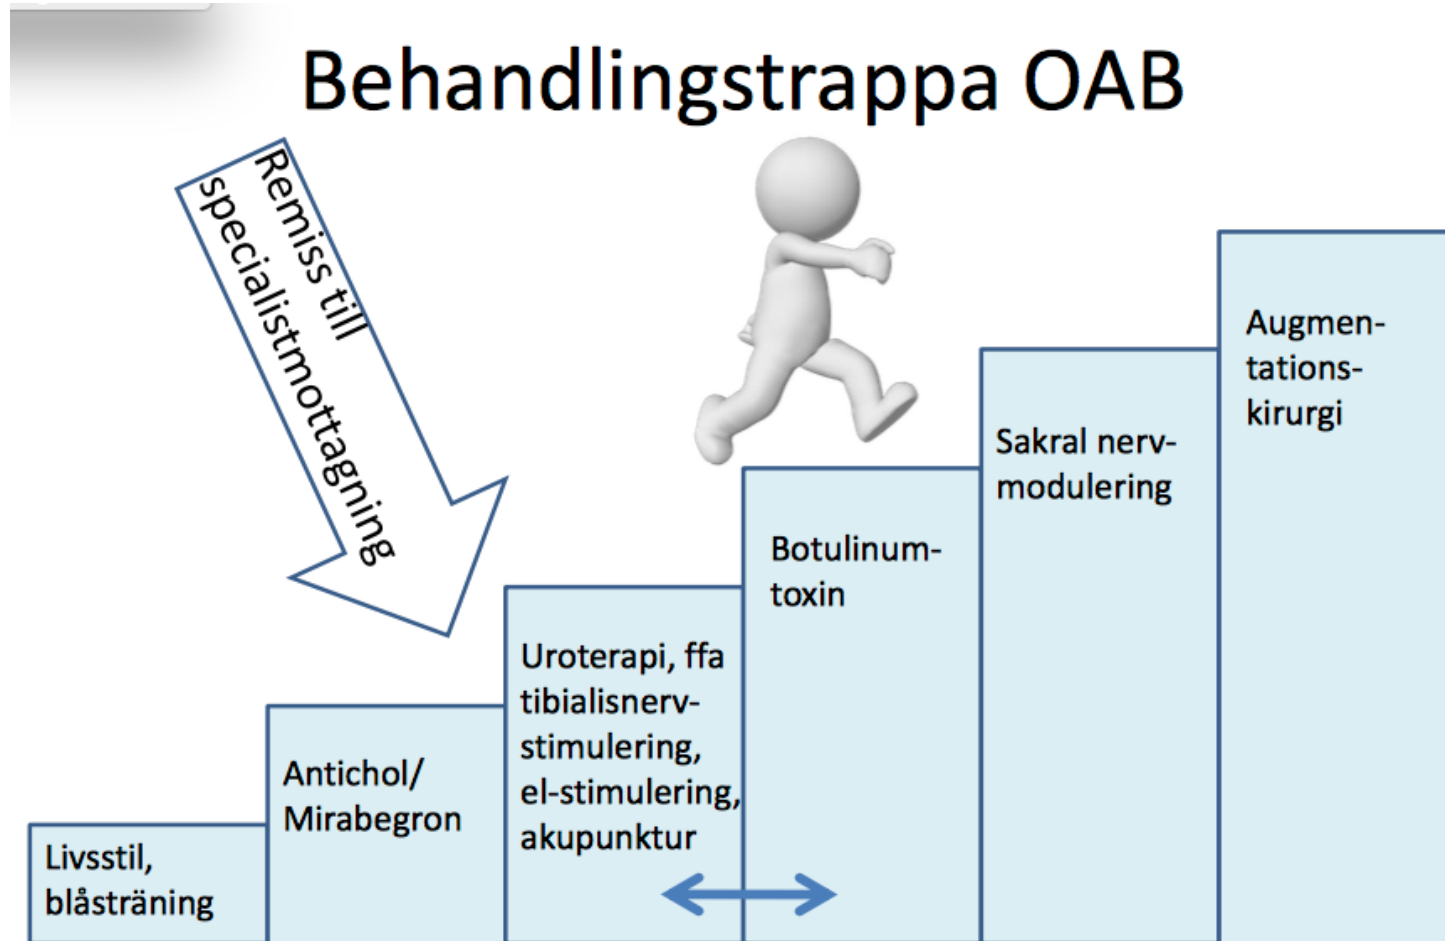 Behandlingstrappa OAB
Remiss till
specialistmottagning
Livsstil,
blåsträning
Antichol/
Mirabegron
Uroterapi, ffa
tibialisnerv-
stimulering,
el-stimulering,
akupunktur
Botulinum-
toxin
Sakral nerv-
modulering
Augmen-
tations-
kirurgi